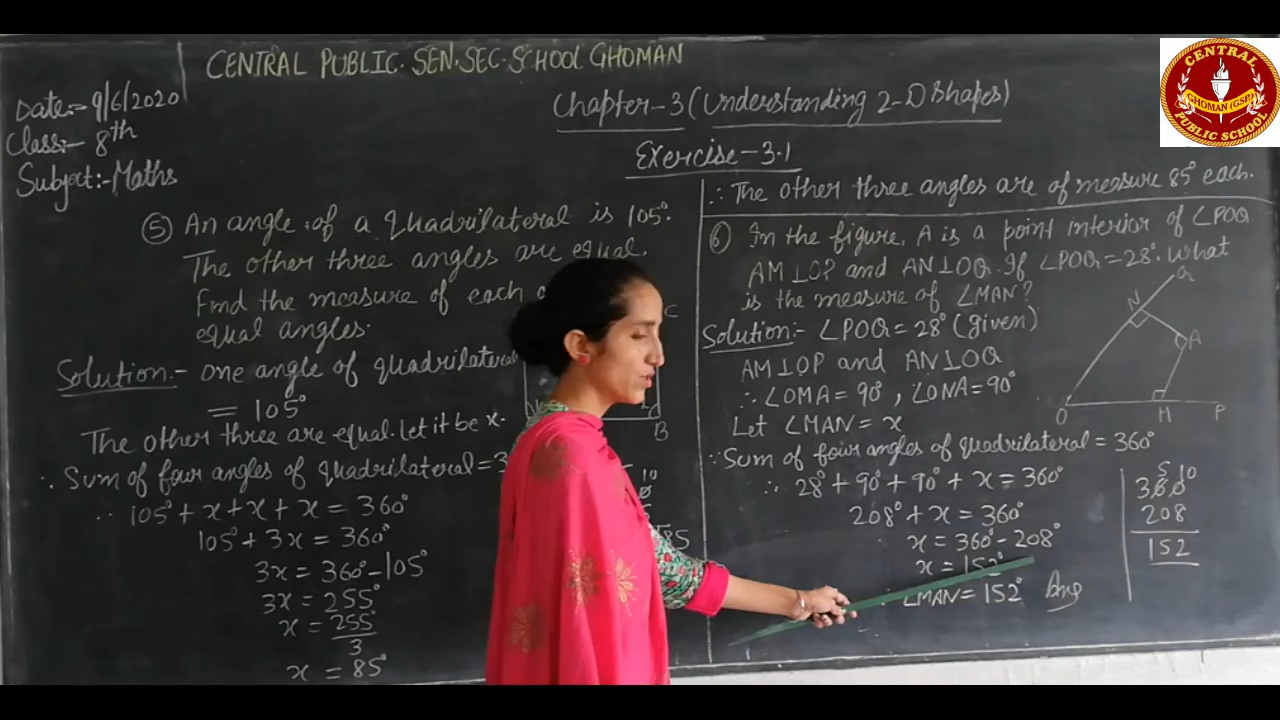 CENTRAL PUBLIC. SEN. SEC. SCHOOL GHOMAN
Date:- 9/6/2020
Class:- 8th
Subject:- Maths
Chapter-3 (Understanding 2-D Shapes)
Exercise-3.1
⑤ An angle of a quadrilateral is 105°.
The other three angles are equal.
Find the measure of each
equal angles.
Solution:- One angle of quadrilateral
= 105°
The other three are equal. let it be x.
∴ Sum of four angles of quadrilateral = 3
∴ 105° + x + x + x = 360°
105° + 3x = 360°
3x = 360° - 105°
3x = 255°
x = 255°
3
x = 85°
C
B
10
85
∴ The other three angles are of measure 85° each.
⑥ In the figure, A is a point interior of ∠POQ
AM⊥OP and AN⊥OQ. If ∠POQ = 28°. What
is the measure of ∠MAN?
Solution:- ∠POQ = 28° (given)
AM⊥OP and AN⊥OQ
∴ ∠OMA = 90°, ∠ONA = 90°
Let ∠MAN = x
∵ Sum of four angles of quadrilateral = 360°
∴ 28° + 90° + 90° + x = 360°
208° + x = 360°
x = 360° - 208°
x = 152°
∠MAN = 152° Ans
Q
N
A
O M P
5 10
360
208
152
CENTRAL
GHOMAN (GSP)
PUBLIC SCHOOL